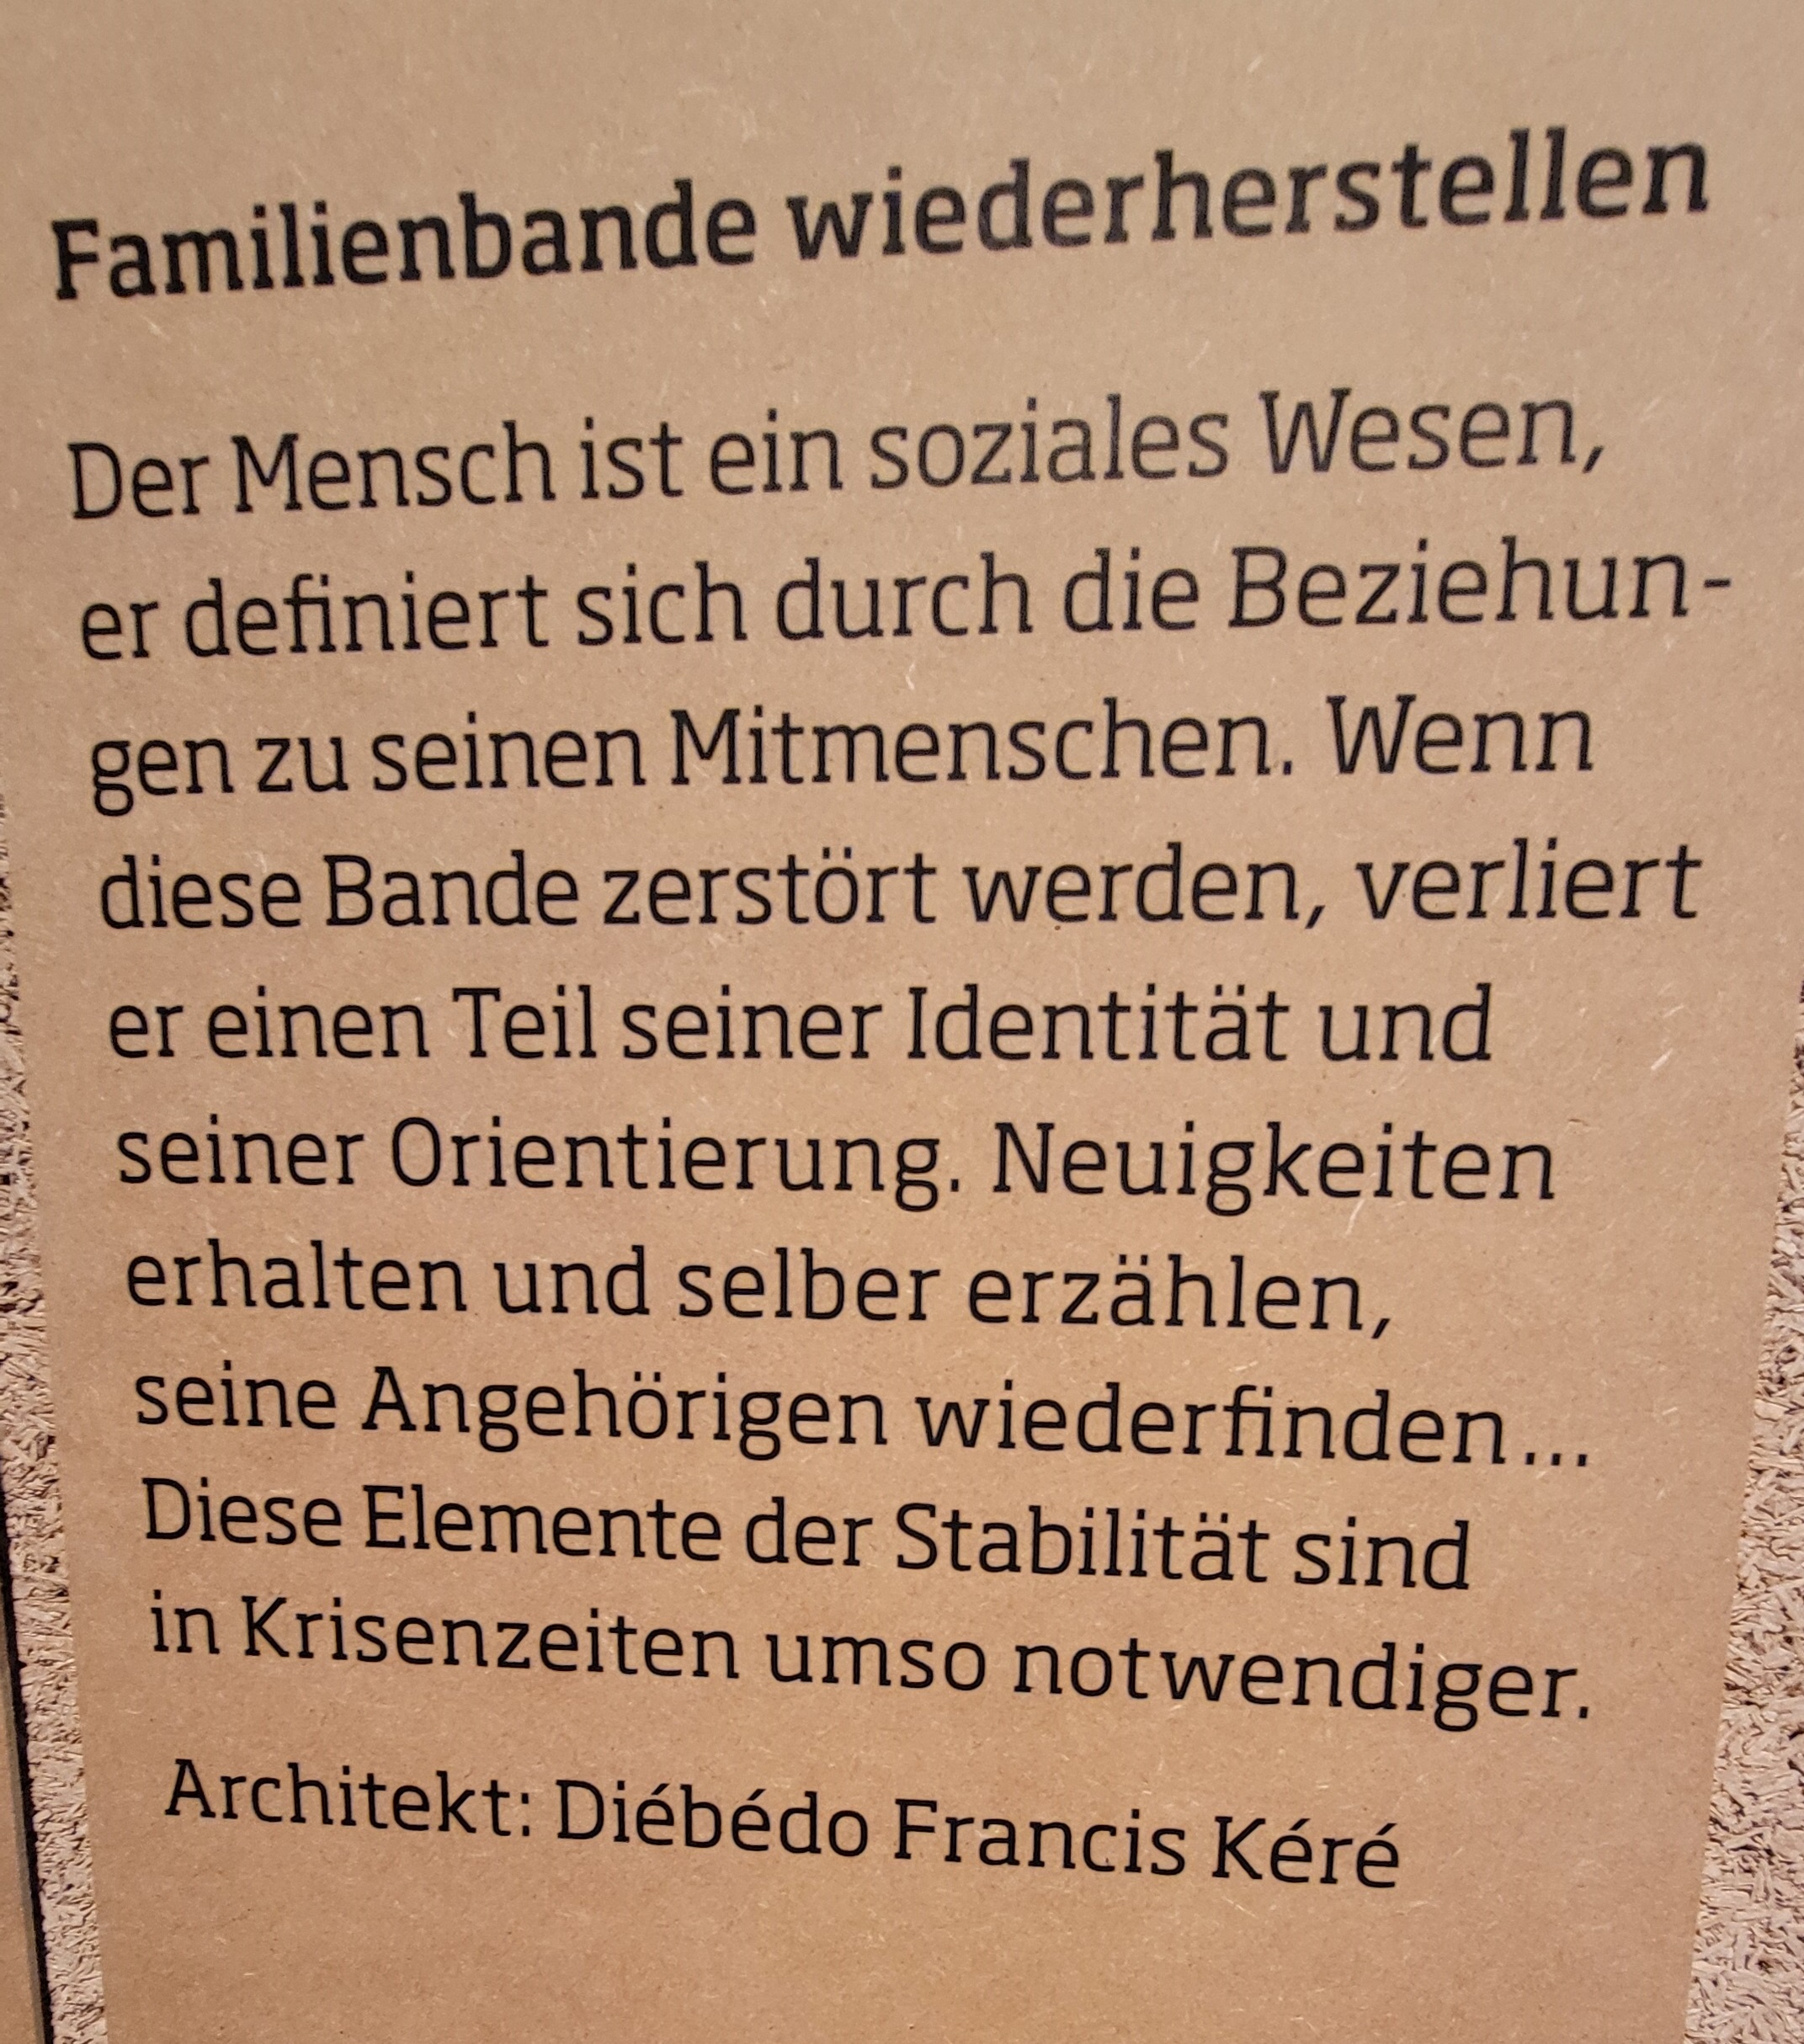 Familienbande wiederherstellen
Der Mensch ist ein soziales Wesen,
er definiert sich durch die Beziehun-
gen zu seinen Mitmenschen. Wenn
diese Bande zerstört werden, verliert
er einen Teil seiner Identität und
seiner Orientierung. Neuigkeiten
erhalten und selber erzählen,
seine Angehörigen wiederfinden...
Diese Elemente der Stabilität sind
in Krisenzeiten umso notwendiger.
Architekt: Diébédo Francis Kéré